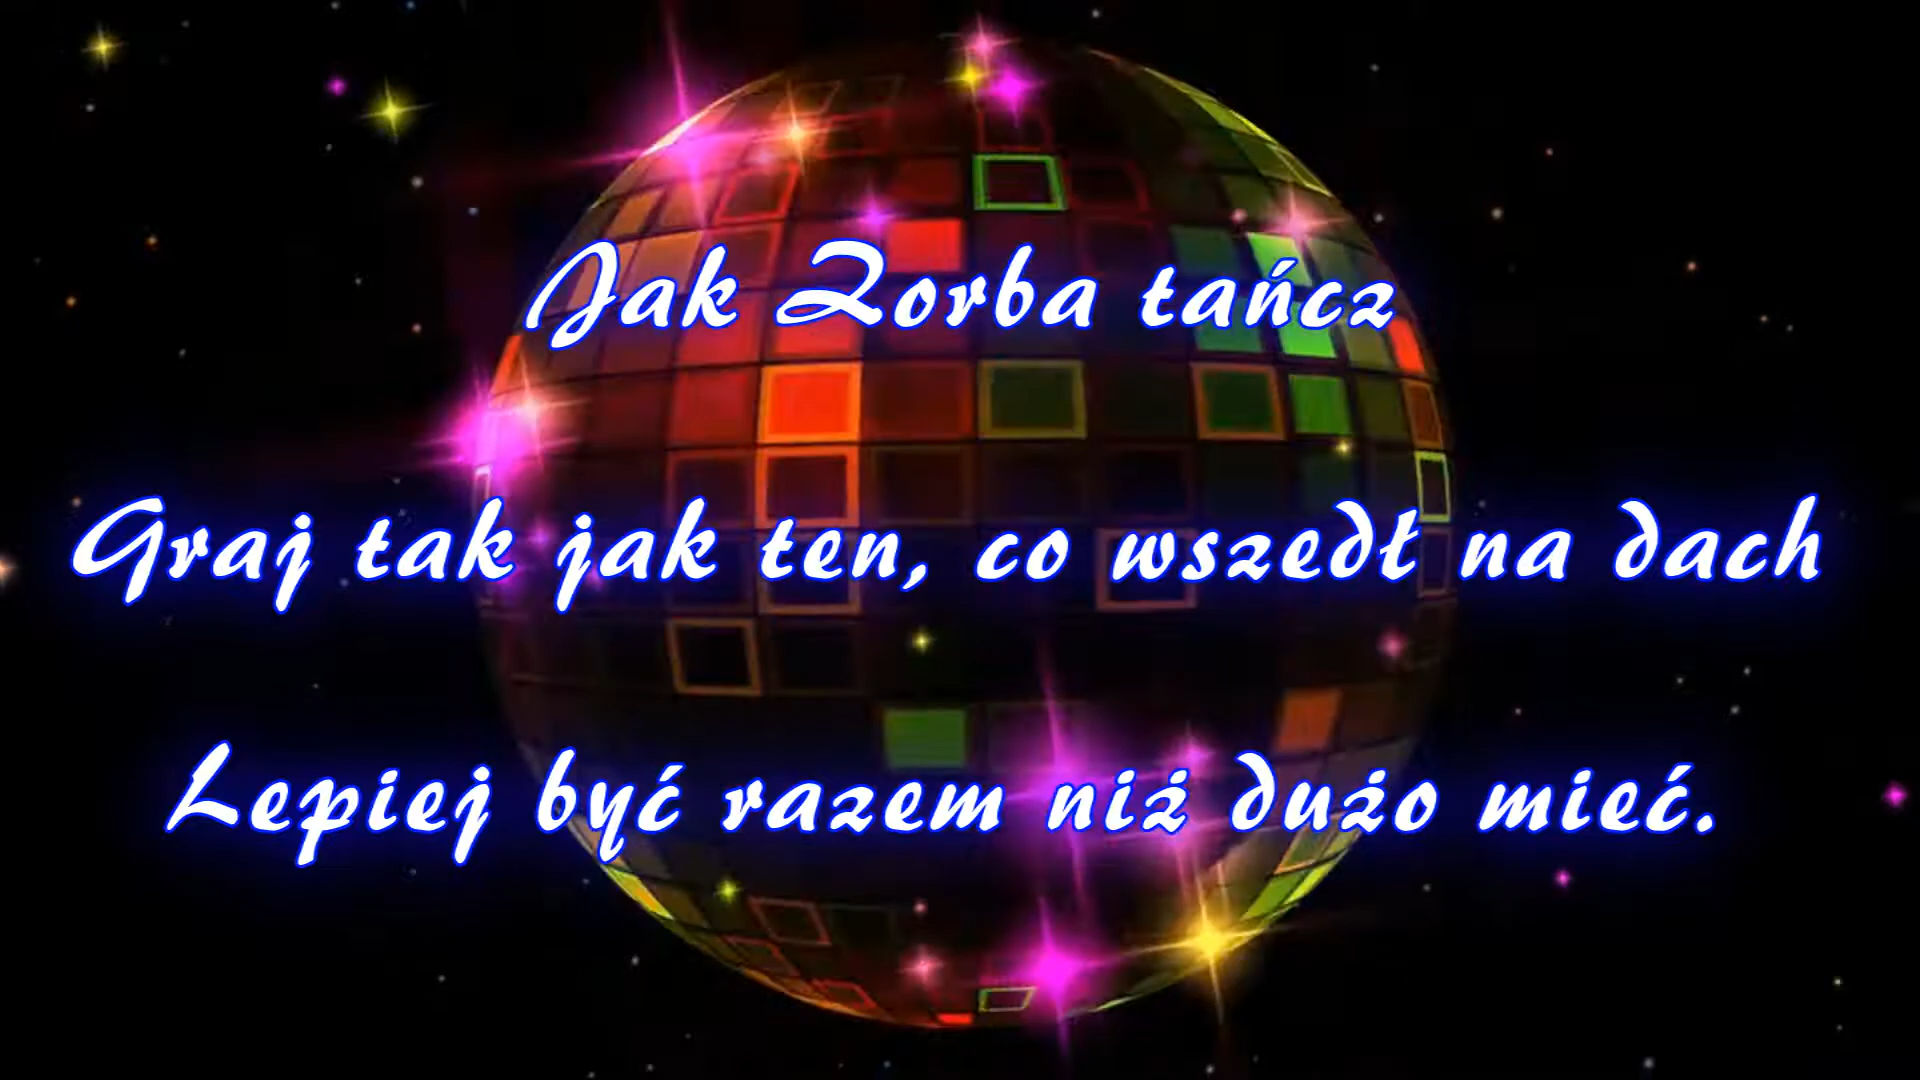 Jak Zorba tańcz
Graj tak jak ten, co wszedł na dach
Lepiej być razem niż dużo mieć.